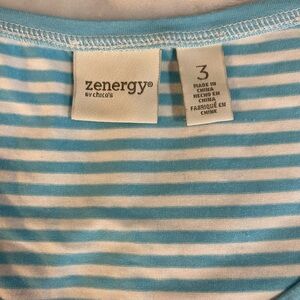 zenergy®
BY chico's
3
MADE IN
CHINA
HECHO EN
CHINA
FABRIQUÉ EN
CHINE